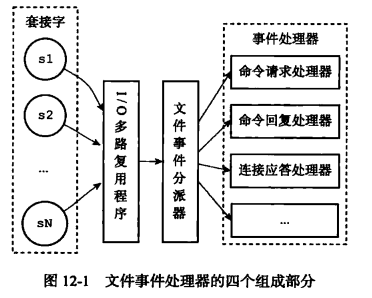 套接字
s1
s2
...
sN
I/O多路复用程序
文件事件分派器
事件处理器
命令请求处理器
命令回复处理器
连接应答处理器
...
图 12-1 文件事件处理器的四个组成部分